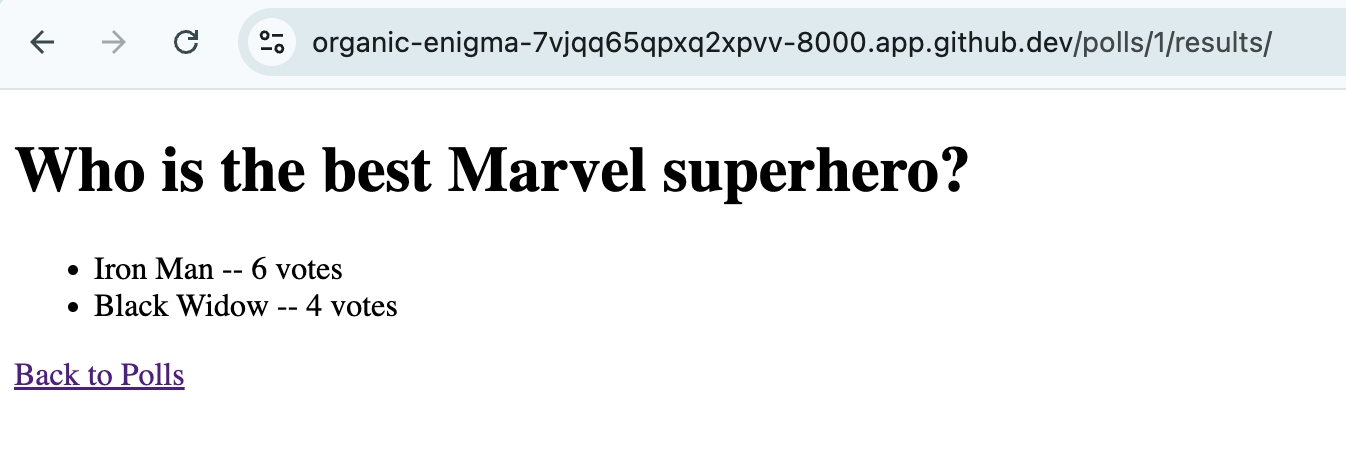 organic-enigma-7vjqq65qpxq2xpvv-8000.app.github.dev/polls/1/results/
Who is the best Marvel superhero?
• Iron Man -- 6 votes
• Black Widow -- 4 votes
Back to Polls